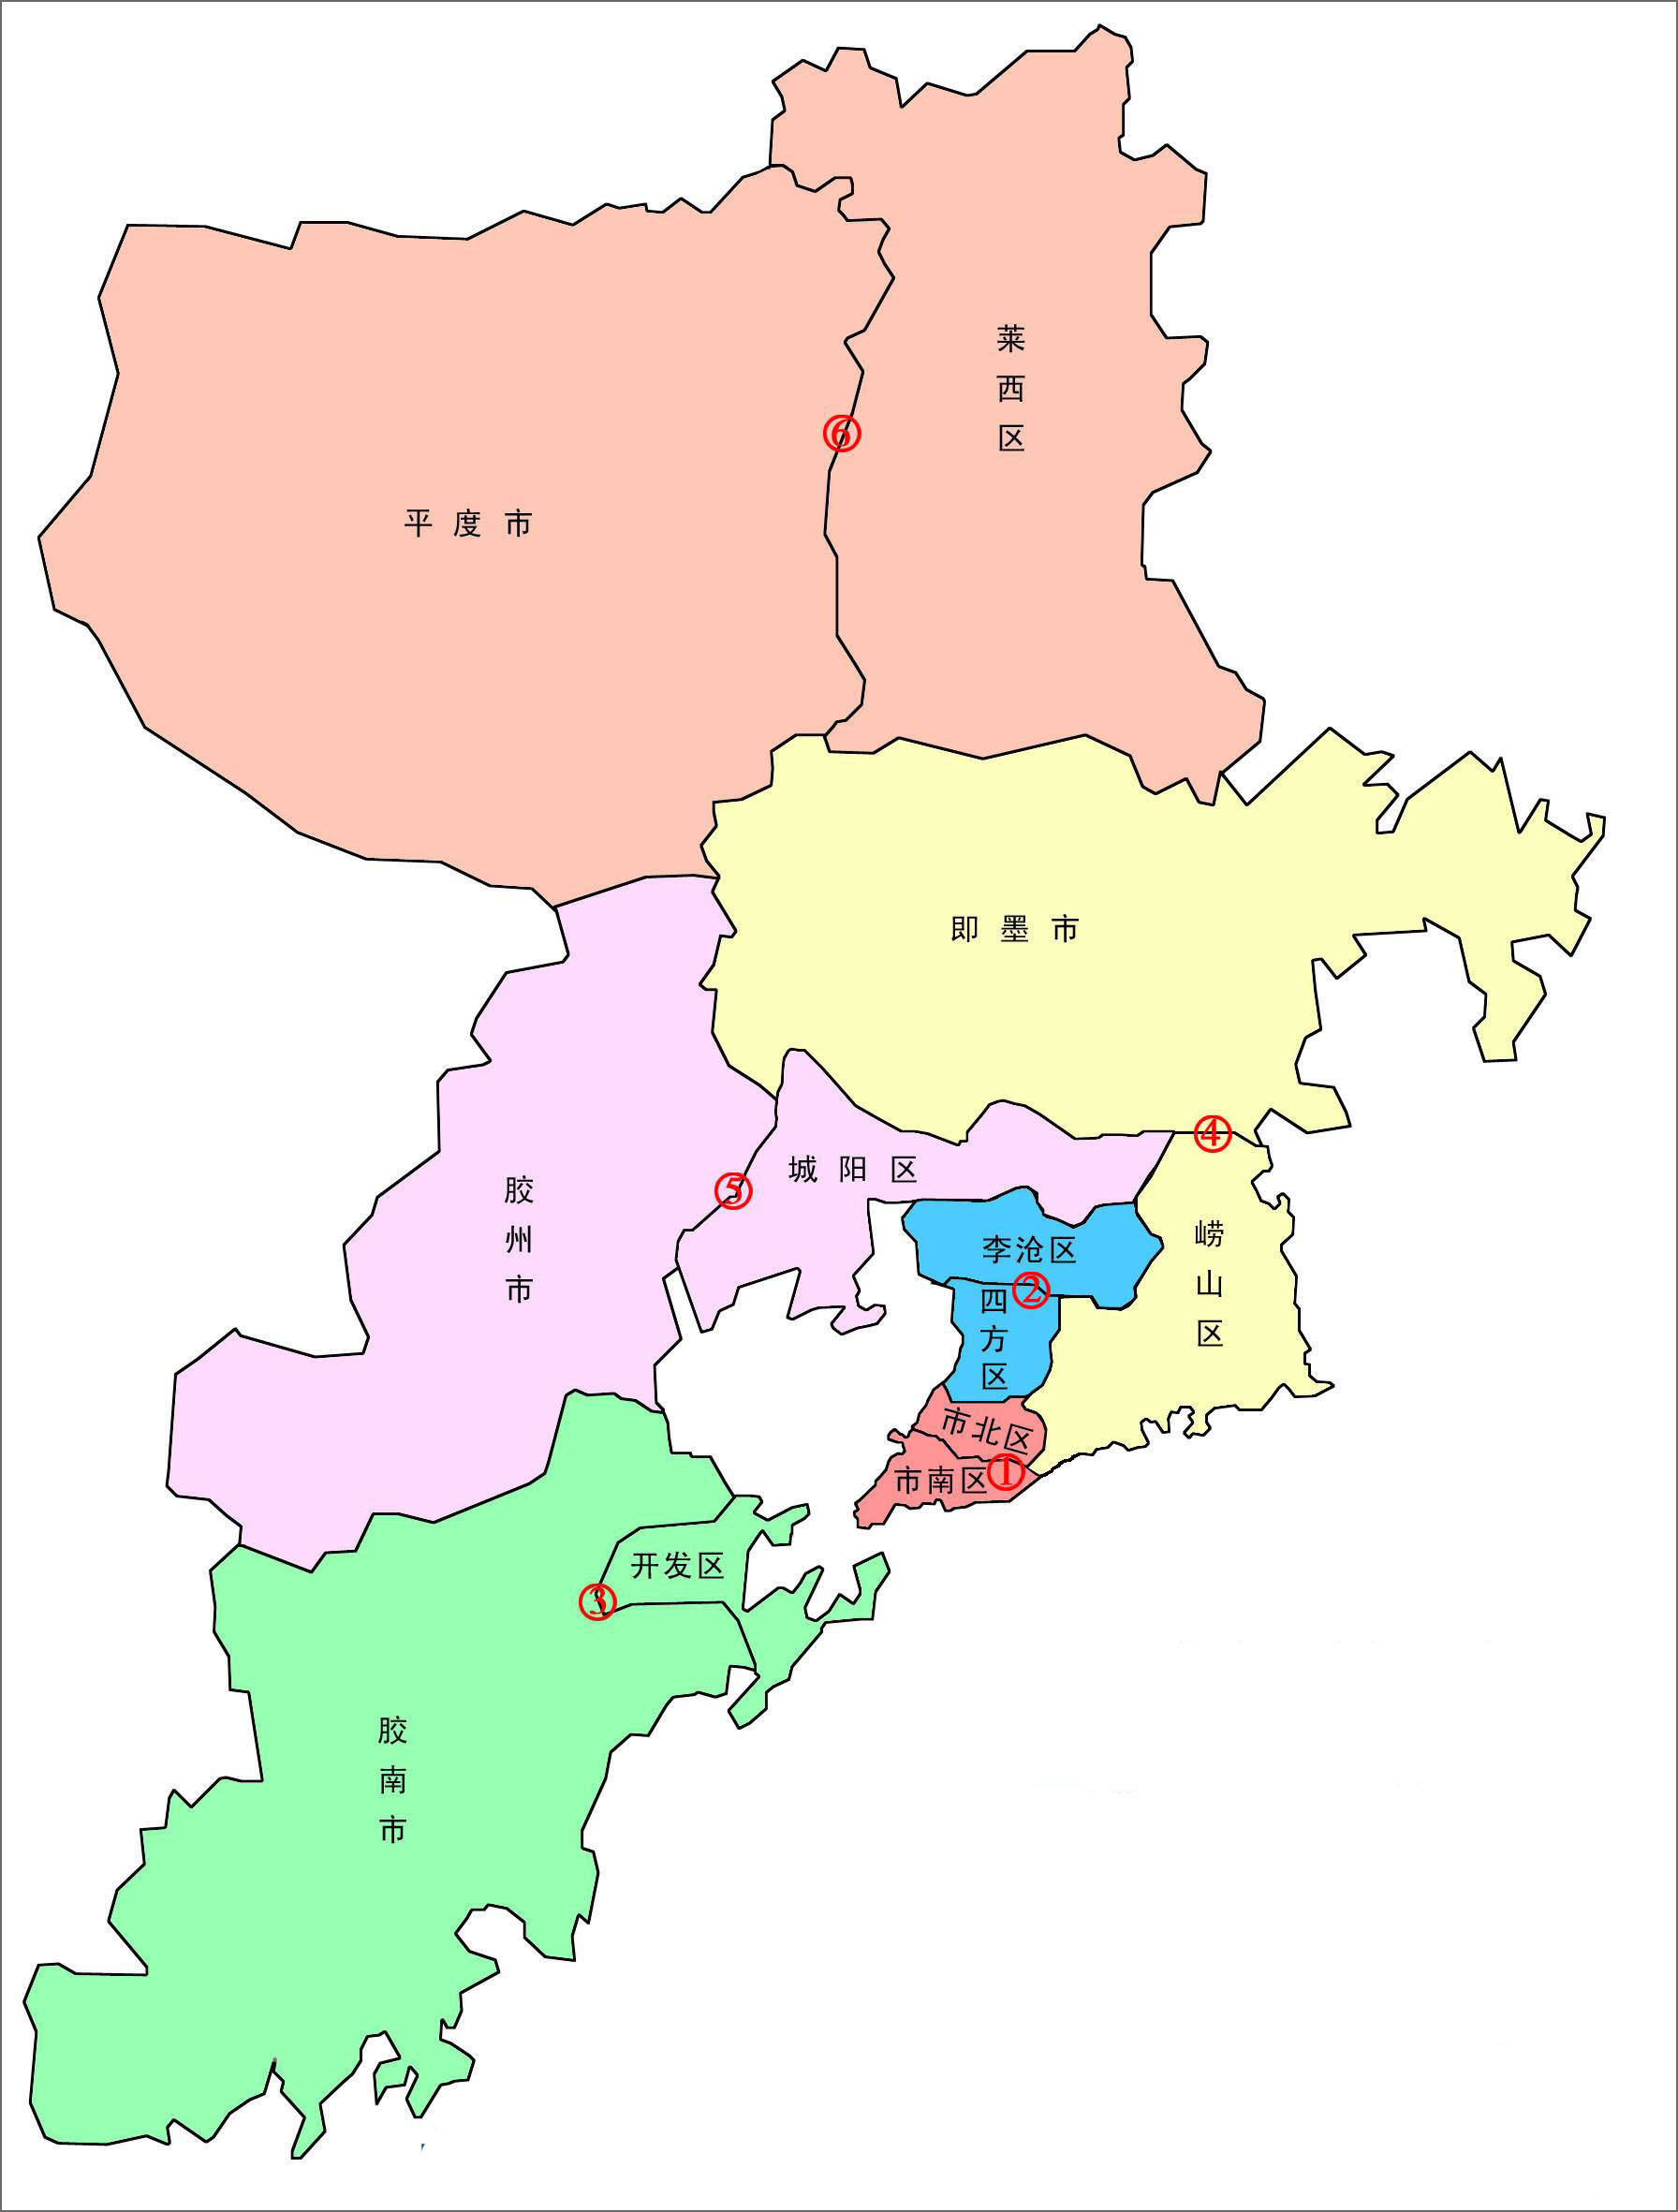 莱西区
⑥
平度市
即墨市
④
城阳区
⑤
胶州市
崂山区
李沧区
②
四方区
市北区
①
市南区
开发区
③
胶南市